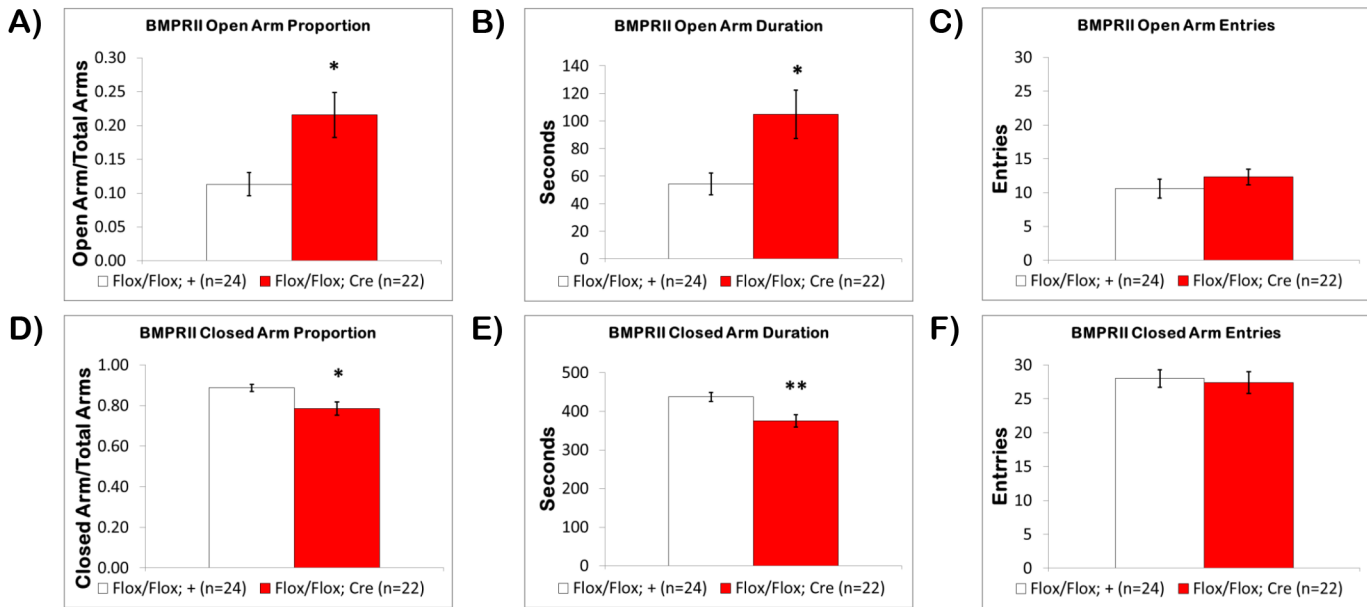 A)
BMPRII Open Arm Proportion
Open Arm/Total Arms
0.30
0.25
0.20
0.15
0.10
0.05
0.00
*
Flox/Flox; + (n=24) Flox/Flox; Cre (n=22)
B)
BMPRII Open Arm Duration
Seconds
140
120
100
80
60
40
20
0
*
Flox/Flox; + (n=24) Flox/Flox; Cre (n=22)
C)
BMPRII Open Arm Entries
Entries
30
25
20
15
10
5
0
Flox/Flox; + (n=24) Flox/Flox; Cre (n=22)
D)
BMPRII Closed Arm Proportion
Closed Arm/Total Arms
1.00
0.80
0.60
0.40
0.20
0.00
*
Flox/Flox; + (n=24) Flox/Flox; Cre (n=22)
E)
BMPRII Closed Arm Duration
Seconds
500
400
300
200
100
0
**
Flox/Flox; + (n=24) Flox/Flox; Cre (n=22)
F)
BMPRII Closed Arm Entries
Entrries
30
25
20
15
10
5
0
Flox/Flox; + (n=24) Flox/Flox; Cre (n=22)